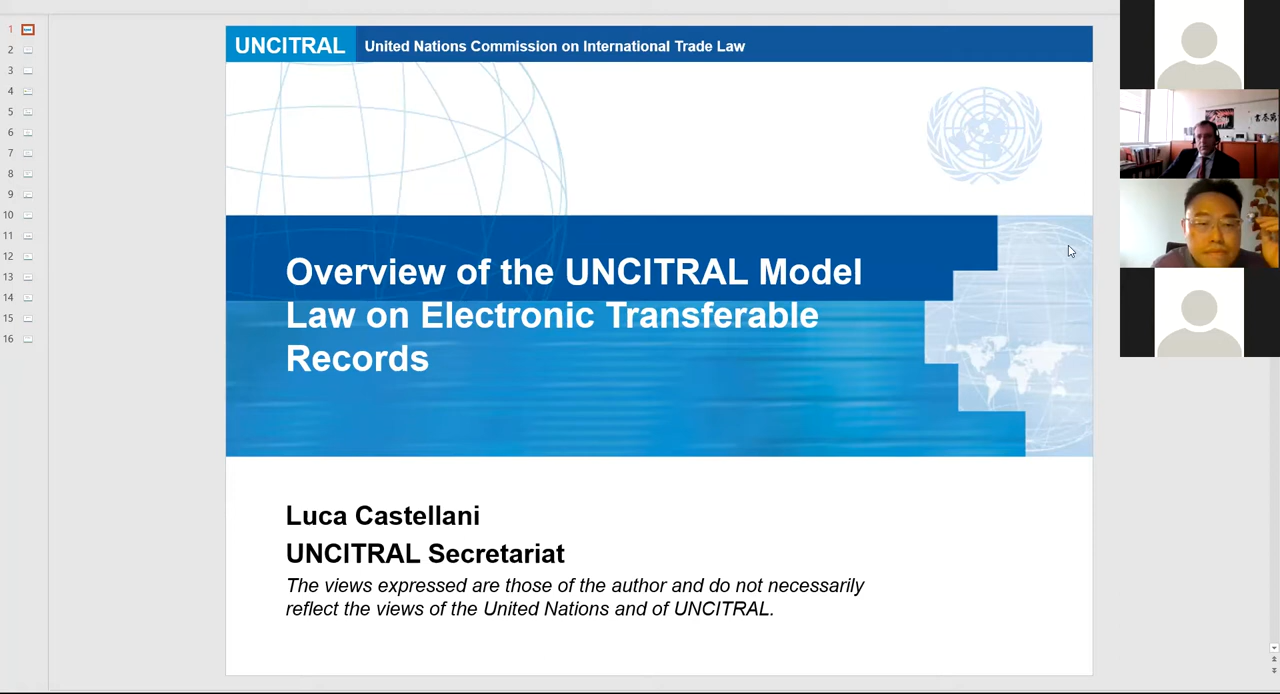 UNCITRAL United Nations Commission on International Trade Law
Overview of the UNCITRAL Model
Law on Electronic Transferable
Records
Luca Castellani
UNCITRAL Secretariat
The views expressed are those of the author and do not necessarily
reflect the views of the United Nations and of UNCITRAL.
1
2
3
4
5
6
7
8
9
10
11
12
13
14
15
16